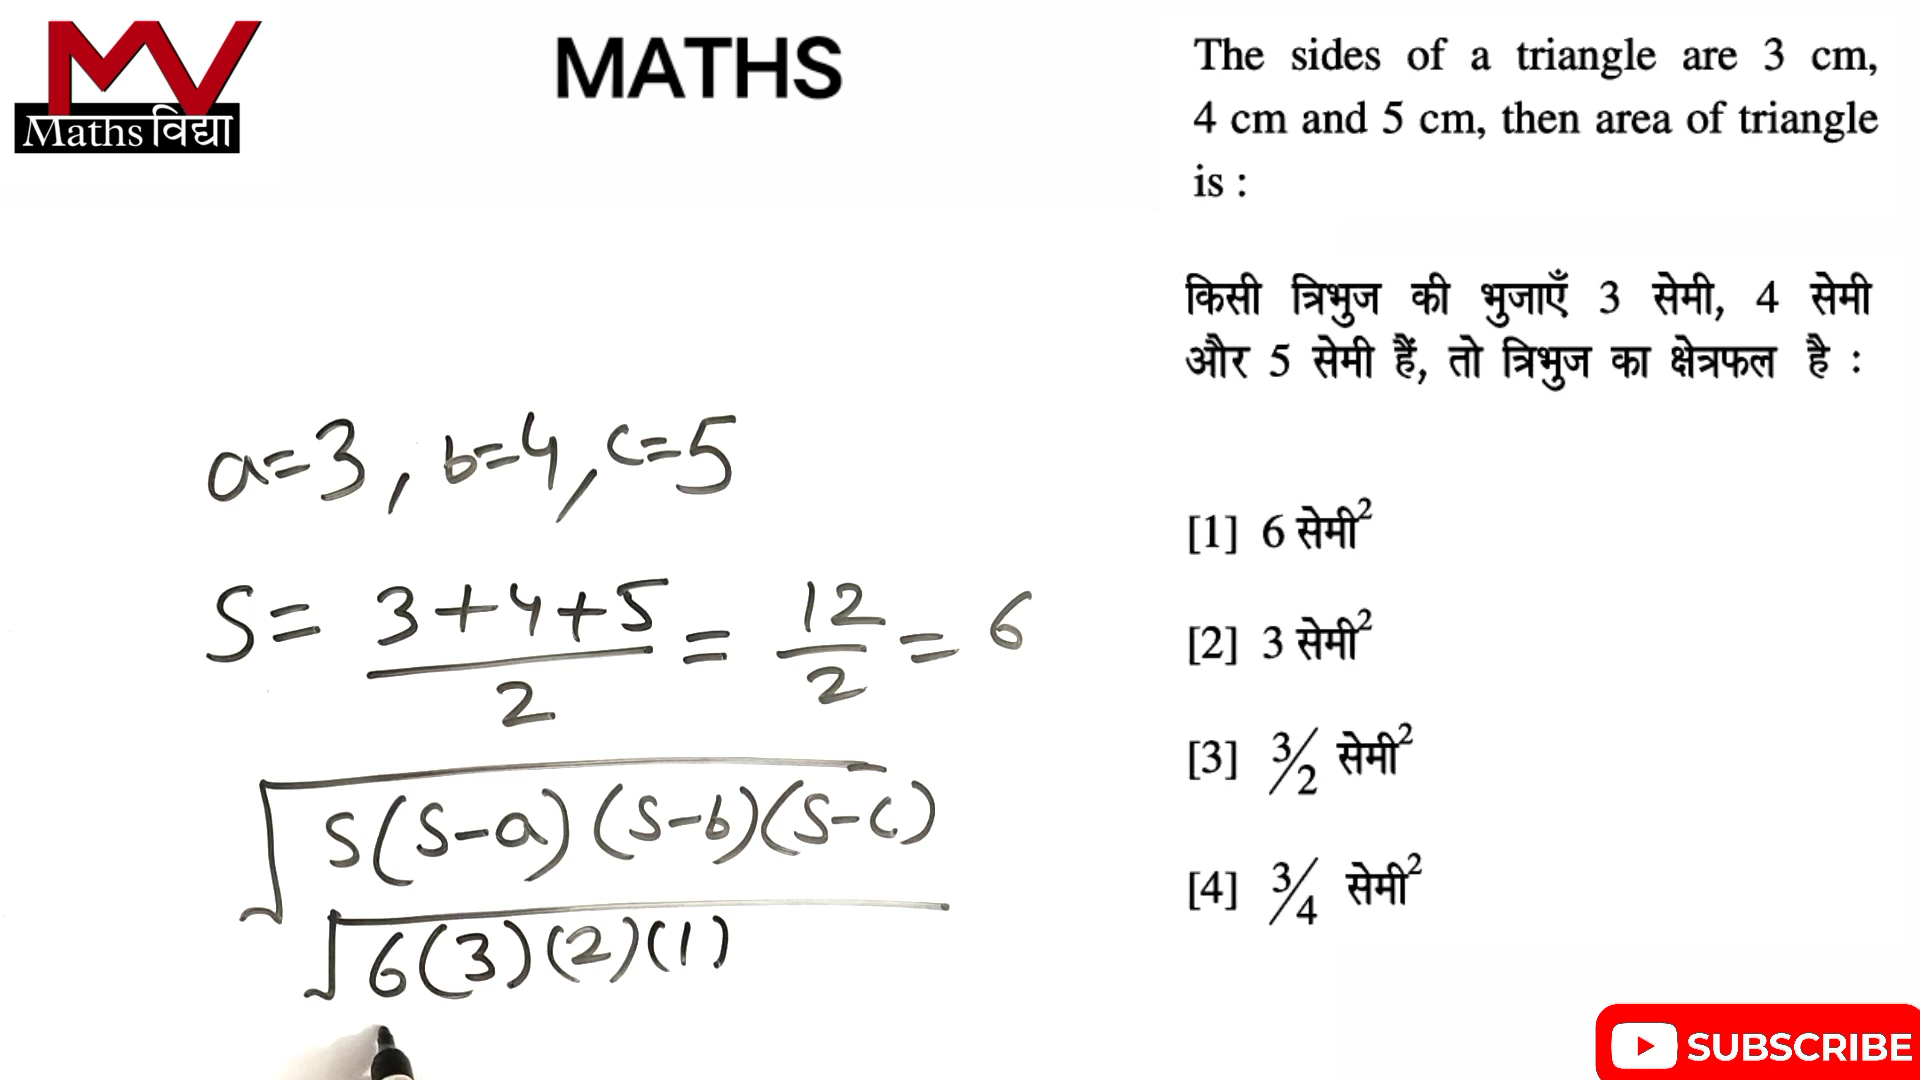 MV
Maths विद्या
MATHS
The sides of a triangle are 3 cm,
4 cm and 5 cm, then area of triangle
is :
किसी त्रिभुज की भुजाएँ 3 सेमी, 4 सेमी
और 5 सेमी हैं, तो त्रिभुज का क्षेत्रफल है :
[1] 6 सेमी²
[2] 3 सेमी²
[3] 3/2 सेमी²
[4] 3/4 सेमी²
a=3, b=4, c=5
S= (3+4+5)/2 = 12/2 = 6
√S(S-a)(S-b)(S-c)
√6(3)(2)(1)
SUBSCRIBE